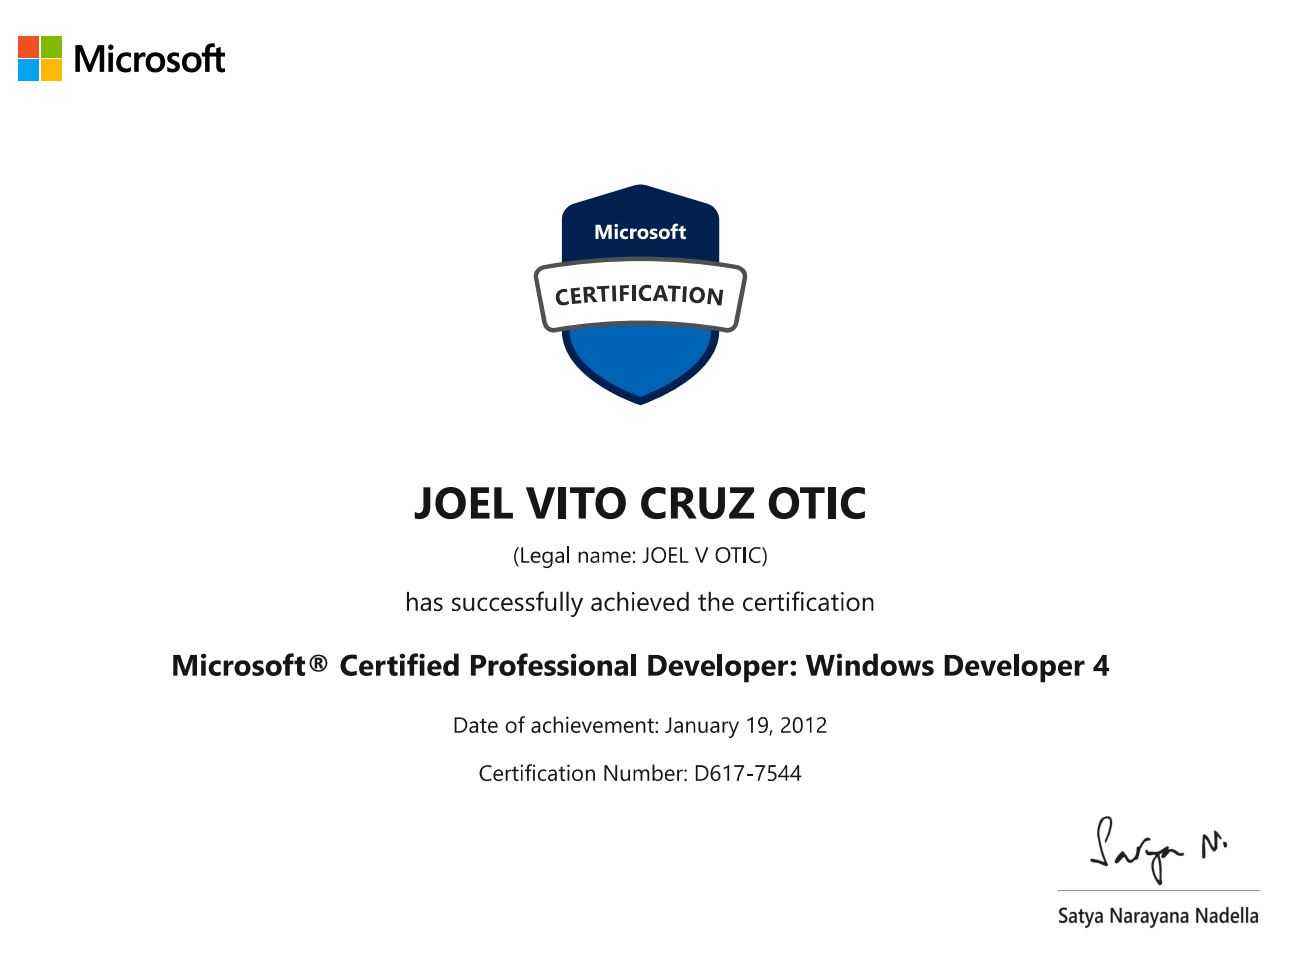 Microsoft
Microsoft
CERTIFICATION
JOEL VITO CRUZ OTIC
(Legal name: JOEL V OTIC)
has successfully achieved the certification
Microsoft® Certified Professional Developer: Windows Developer 4
Date of achievement: January 19, 2012
Certification Number: D617-7544
Satya N.
Satya Narayana Nadella